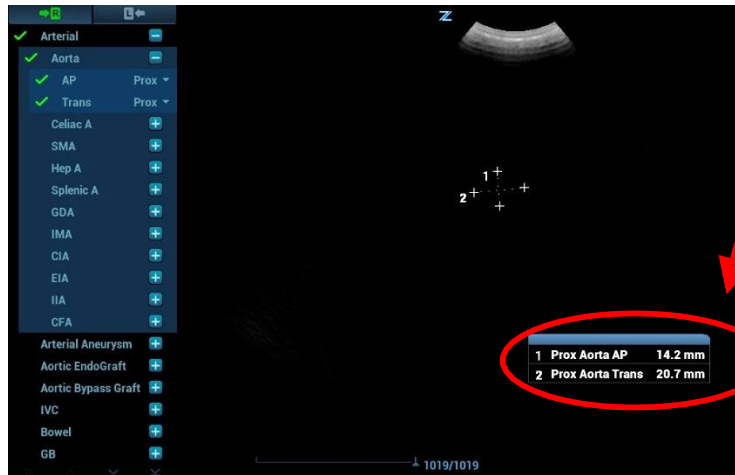 R L
Arterial
Aorta
AP Prox
Trans Prox
Celiac A
SMA
Hep A
Splenic A
GDA
IMA
CIA
EIA
IIA
CFA
Arterial Aneurysm
Aortic EndoGraft
Aortic Bypass Graft
IVC
Bowel
GB
Z
1
2
1 Prox Aorta AP 14.2 mm
2 Prox Aorta Trans 20.7 mm
1019/1019